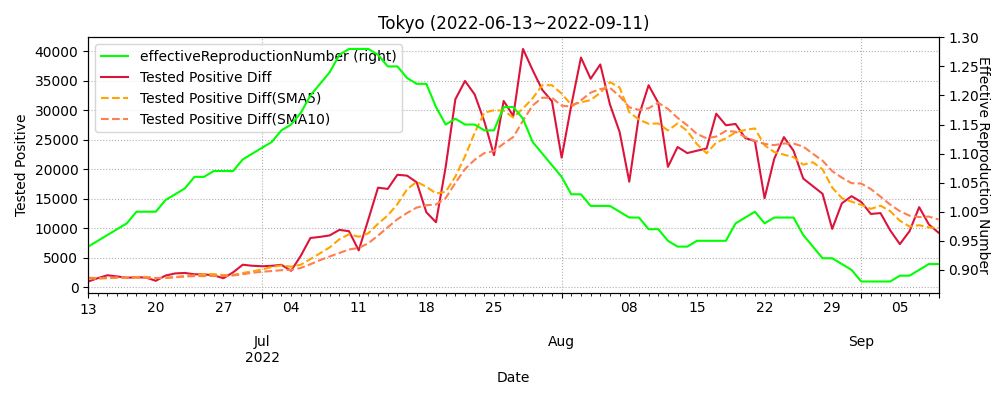 Tokyo (2022-06-13~2022-09-11)
effectiveReproductionNumber (right)
Tested Positive Diff
Tested Positive Diff(SMA5)
Tested Positive Diff(SMA10)
Tested Positive
40000
35000
30000
25000
20000
15000
10000
5000
0
1.30
1.25
1.20
1.15
1.10
1.05
1.00
0.95
0.90
Effective Reproduction Number
13 20 27 04 11 18 25 08 15 22 29 05
Jul Aug Sep
2022
Date